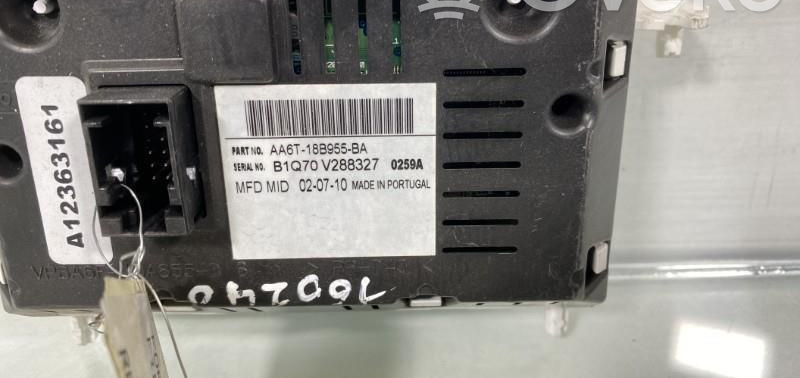 A12363161
PART NO. AA6T-18B955-BA
SERIAL NO. B1Q70 V288327 0259A
MFD MID 02-07-10 MADE IN PORTUGAL
160240